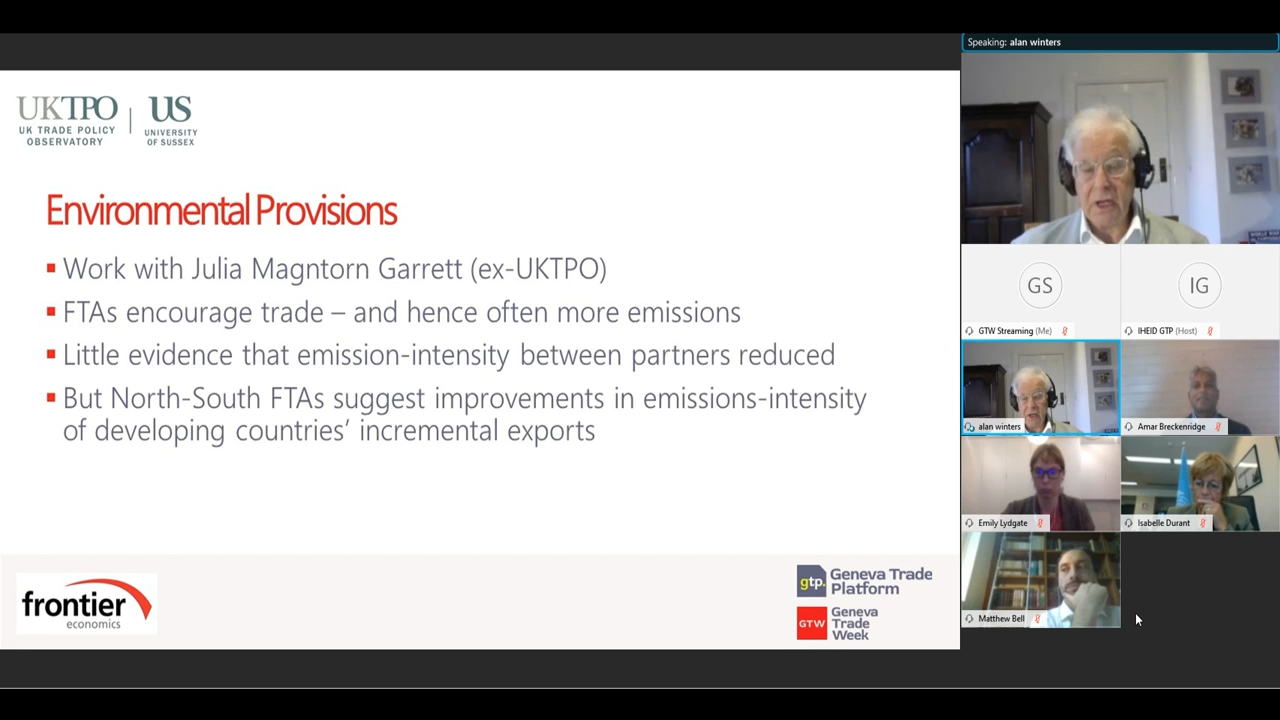 Speaking: alan winters
UKTPO
UK TRADE POLICY
OBSERVATORY
US
UNIVERSITY
OF SUSSEX
Environmental Provisions
Work with Julia Magntorn Garrett (ex-UKTPO)
FTAs encourage trade – and hence often more emissions
Little evidence that emission-intensity between partners reduced
But North-South FTAs suggest improvements in emissions-intensity
of developing countries’ incremental exports
frontier
economics
gtp.
Geneva Trade
Platform
GTW
Geneva
Trade
Week
GS
IG
GTW Streaming (Me)
IHEID GTP (Host)
alan winters
Amar Breckenridge
Emily Lydgate
Isabelle Durant
Matthew Bell